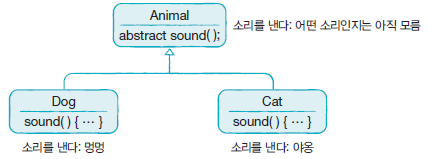 Animal
abstract sound( );
소리를 낸다: 어떤 소리인지는 아직 모름
Dog
sound( ) { … }
Cat
sound( ) { … }
소리를 낸다: 멍멍
소리를 낸다: 야옹